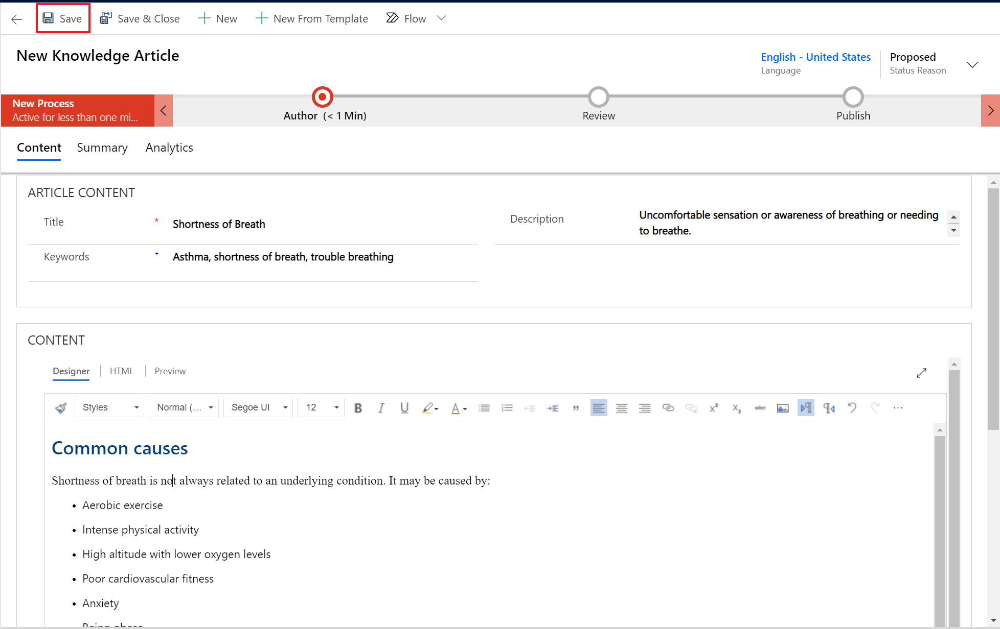 Save
Save & Close
New
New From Template
Flow
New Knowledge Article
English - United States
Language
Proposed
Status Reason
New Process
Active for less than one mi...
Author (< 1 Min)
Review
Publish
Content
Summary
Analytics
ARTICLE CONTENT
Title
*
Shortness of Breath
Description
Uncomfortable sensation or awareness of breathing or needing
to breathe.
Keywords
+
Asthma, shortness of breath, trouble breathing
CONTENT
Designer
HTML
Preview
Styles
Normal (...
Segoe UI
12
B
I
U
A
”
x²
x₂
abc
...
Common causes
Shortness of breath is not always related to an underlying condition. It may be caused by:
• Aerobic exercise
• Intense physical activity
• High altitude with lower oxygen levels
• Poor cardiovascular fitness
• Anxiety
Being obese